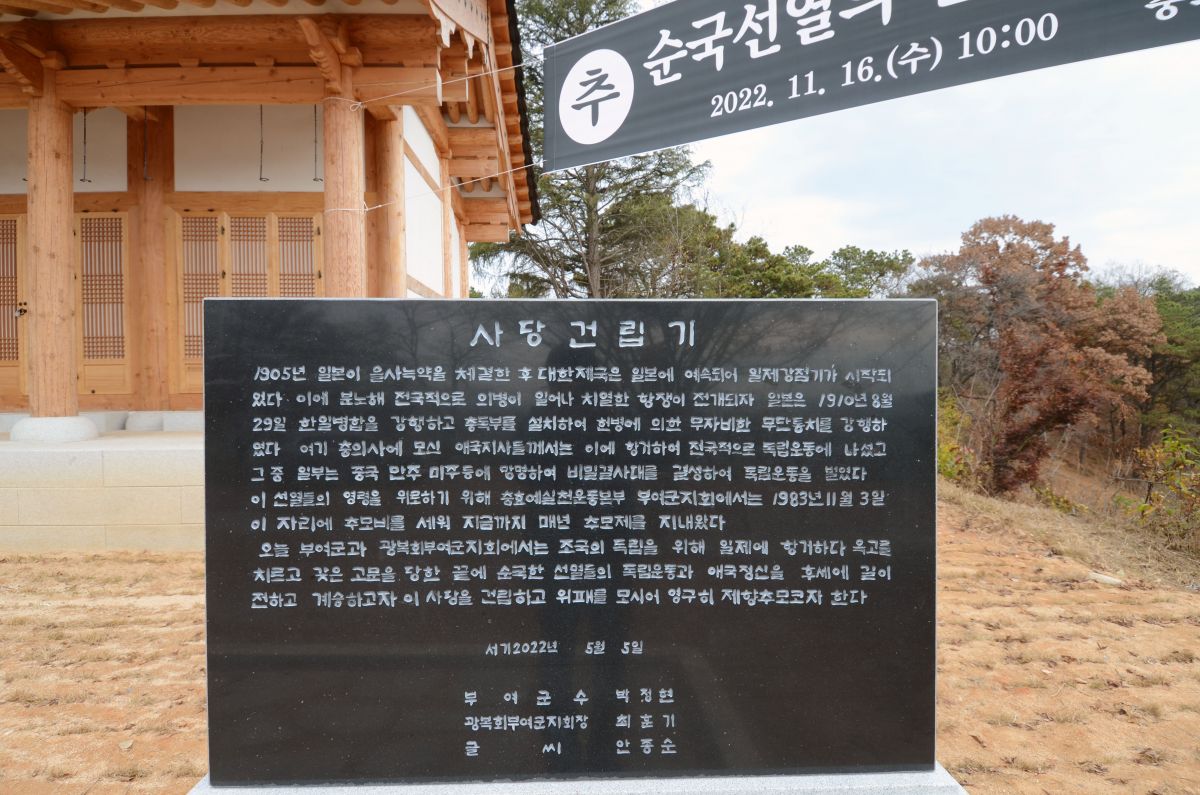 추 순국선열의
2022. 11. 16.(수) 10:00
사당건립기
1905년 일본이 을사늑약을 체결한 후 대한제국은 일본에 예속되어 일제강점기가 시작되
었다 이에 분노해 전국적으로 의병이 일어나 치열한 항쟁이 전개되자 일본은 1910년 8월
29일 한일병합을 강행하고 총독부를 설치하여 헌병에 의한 무자비한 무단통치를 강행하
였다 여기 충의사에 모신 애국지사들께서는 이에 항거하여 전국적으로 독립운동에 나섰고
그 중 일부는 중국 만주 미주등에 망명하여 비밀결사대를 결성하여 독립운동을 벌였다
이 선열들의 영령을 위로하기 위해 충효예실천운동본부 부여군지회에서는 1983년 11월 3일
이 자리에 추모비를 세워 지금까지 매년 추모제를 지내왔다
오늘 부여군과 광복회부여군지회에서는 조국의 독립을 위해 일제에 항거하다 옥고를
치르고 갖은 고문을 당한 끝에 순국한 선열들의 독립운동과 애국정신을 후세에 길이
전하고 계승하고자 이 사당을 건립하고 위패를 모시어 영구히 제향추모코자 한다
서기2022년 5월 5일
부여군수 박정현
광복회부여군지회장 최훈기
글씨 안종순